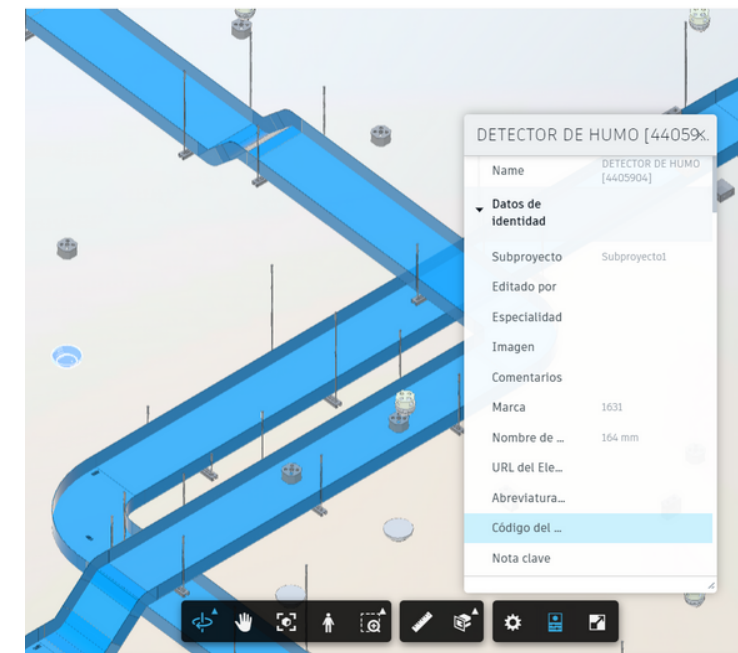 DETECTOR DE HUMO [44059...
Name DETECTOR DE HUMO
[4405904]
Datos de
identidad
Subproyecto Subproyecto1
Editado por
Especialidad
Imagen
Comentarios
Marca 1631
Nombre de ... 164 mm
URL del Ele...
Abreviatura...
Código del ...
Nota clave